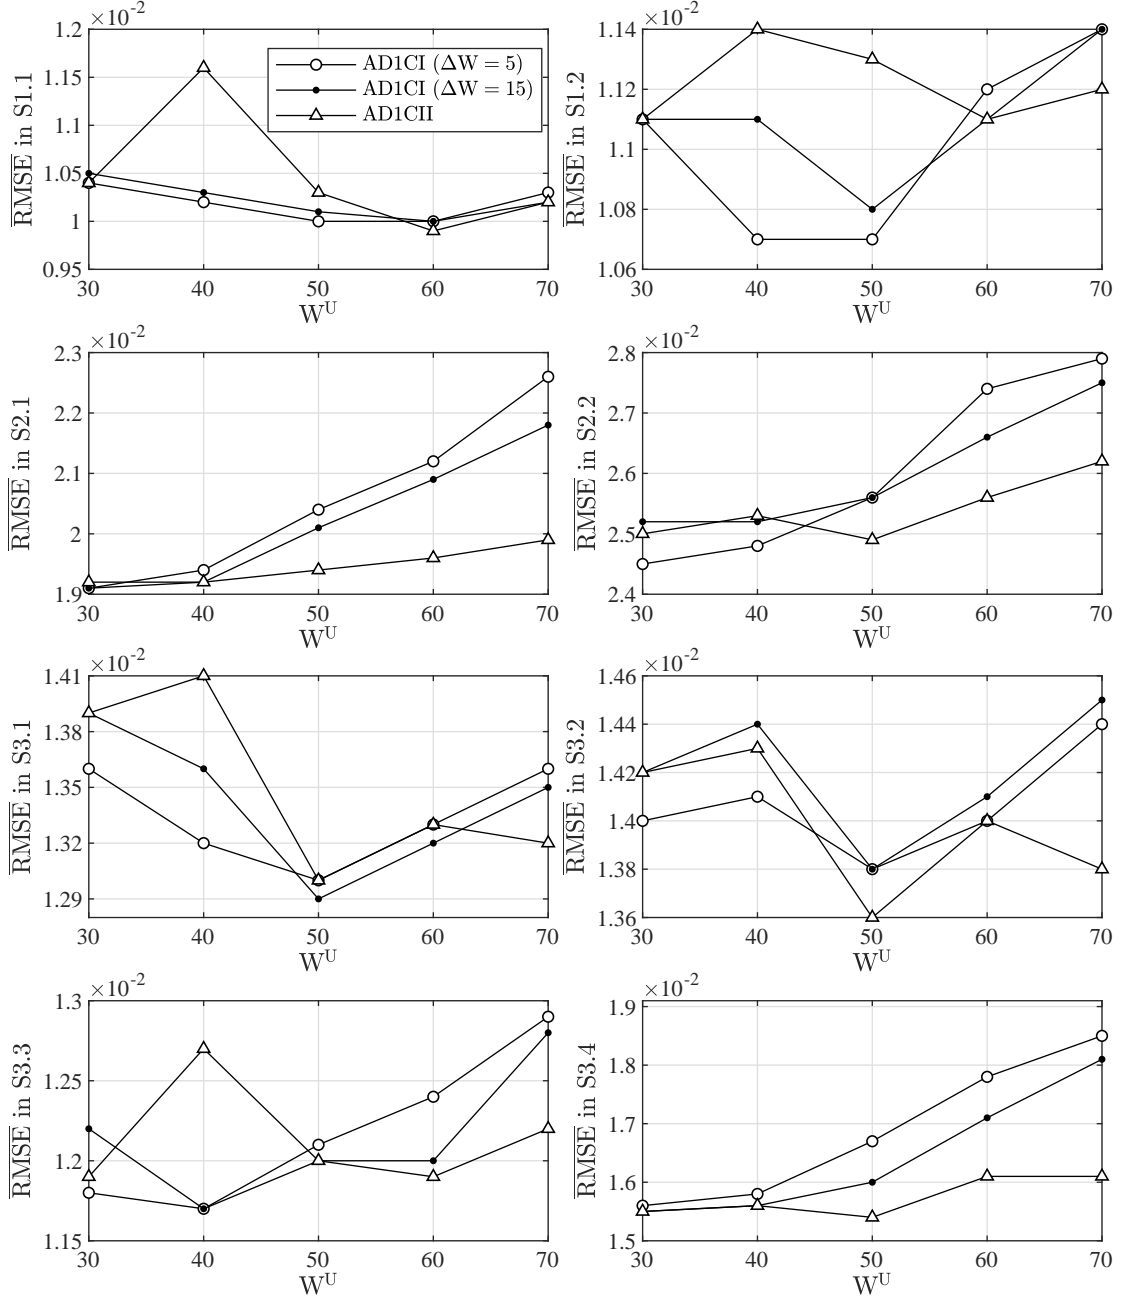 ×10⁻²
1.2
1.15
1.1
1.05
1
0.95
RMSE in S1.1
AD1CI (ΔW = 5)
AD1CI (ΔW = 15)
AD1CII
30 40 50 60 70
Wᵁ
×10⁻²
1.14
1.12
1.1
1.08
1.06
RMSE in S1.2
30 40 50 60 70
Wᵁ
×10⁻²
2.3
2.2
2.1
2
1.9
RMSE in S2.1
30 40 50 60 70
Wᵁ
×10⁻²
2.8
2.7
2.6
2.5
2.4
RMSE in S2.2
30 40 50 60 70
Wᵁ
×10⁻²
1.41
1.38
1.35
1.32
1.29
RMSE in S3.1
30 40 50 60 70
Wᵁ
×10⁻²
1.46
1.44
1.42
1.4
1.38
1.36
RMSE in S3.2
30 40 50 60 70
Wᵁ
×10⁻²
1.3
1.25
1.2
1.15
RMSE in S3.3
30 40 50 60 70
Wᵁ
×10⁻²
1.9
1.8
1.7
1.6
1.5
RMSE in S3.4
30 40 50 60 70
Wᵁ